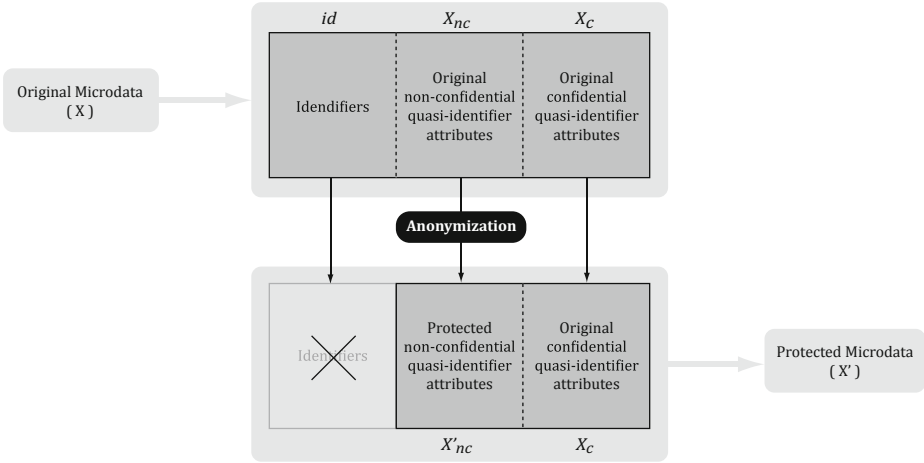 id
X_nc
X_c
Original Microdata
( X )
Idendifiers
Original
non-confidential
quasi-identifier
attributes
Original
confidential
quasi-identifier
attributes
Anonymization
Identifiers
Protected
non-confidential
quasi-identifier
attributes
Original
confidential
quasi-identifier
attributes
Protected Microdata
( X' )
X'_nc
X_c